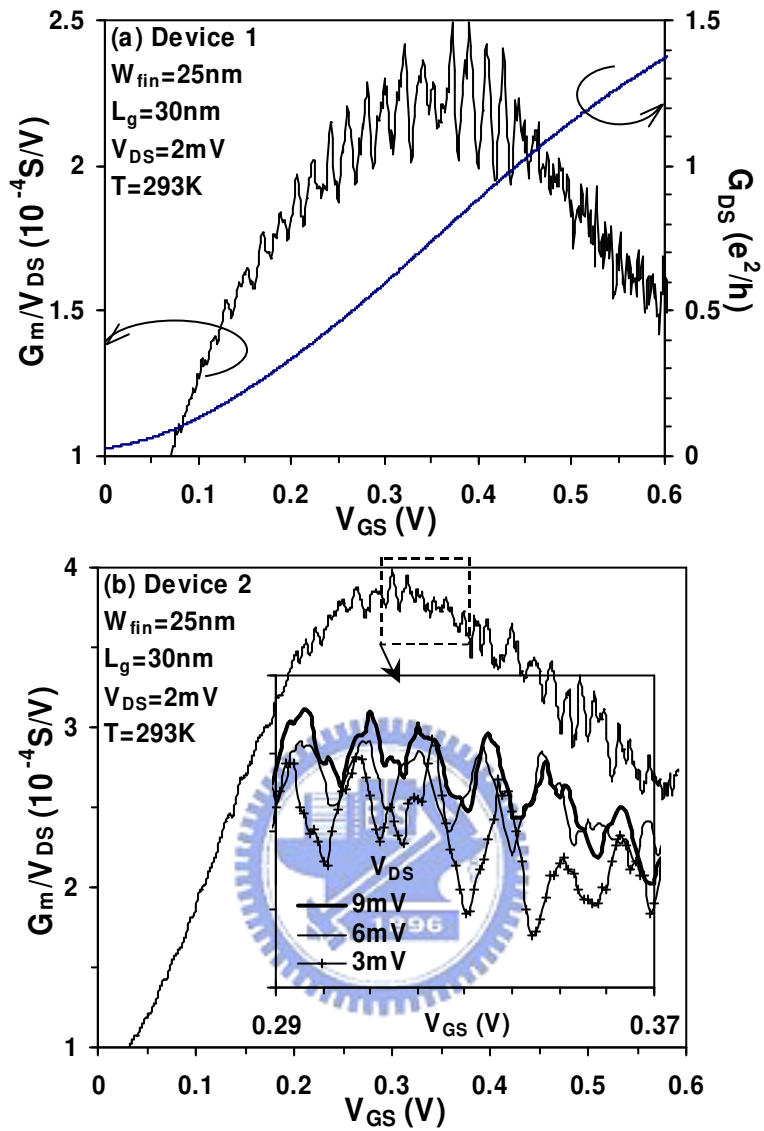 (a) Device 1
W_fin=25nm
L_g=30nm
V_DS=2mV
T=293K
2.5
2
1.5
1
G_m/V_DS (10^-4 S/V)
1.5
1
0.5
0
G_DS (e^2/h)
0 0.1 0.2 0.3 0.4 0.5 0.6
V_GS (V)
(b) Device 2
W_fin=25nm
L_g=30nm
V_DS=2mV
T=293K
4
3
2
1
G_m/V_DS (10^-4 S/V)
V_DS
9mV
6mV
3mV
1896
0.29 V_GS (V) 0.37
0 0.1 0.2 0.3 0.4 0.5 0.6
V_GS (V)